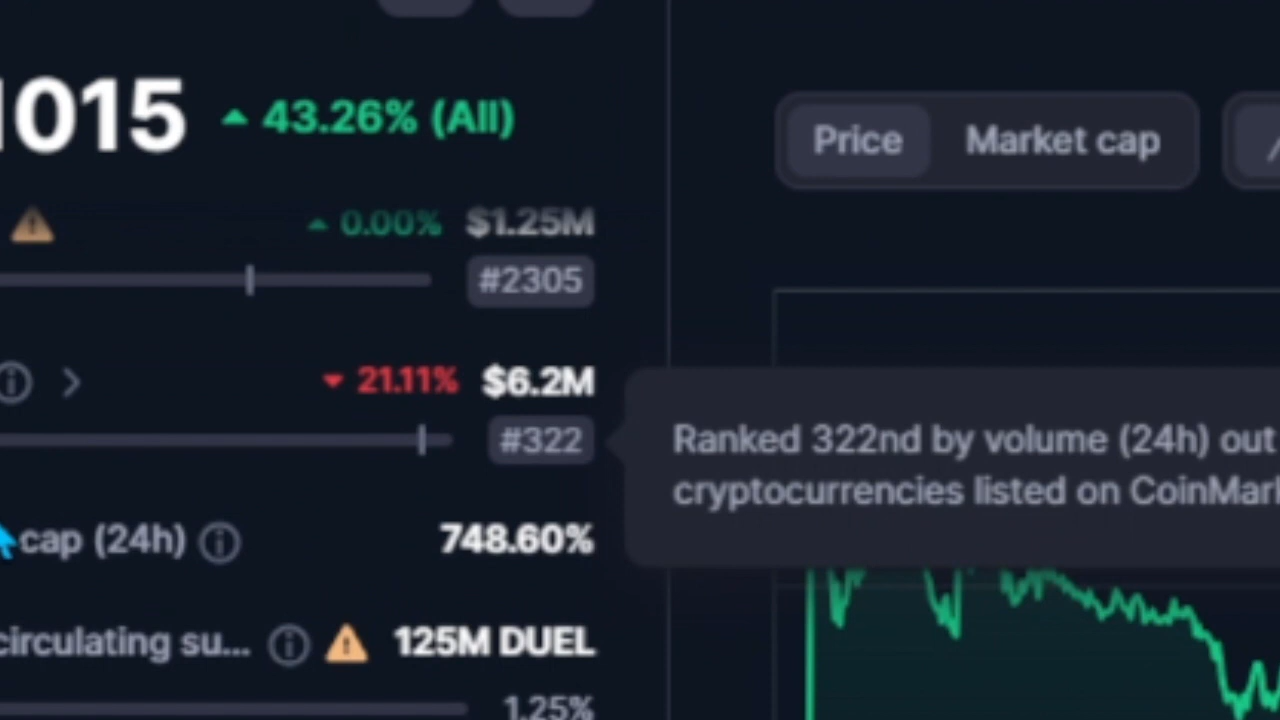 1015 43.26% (All)
Price Market cap
0.00% $1.25M
#2305
21.11% $6.2M
#322
Ranked 322nd by volume (24h) out
cryptocurrencies listed on CoinMark
cap (24h) 748.60%
circulating su... 125M DUEL
1.25%